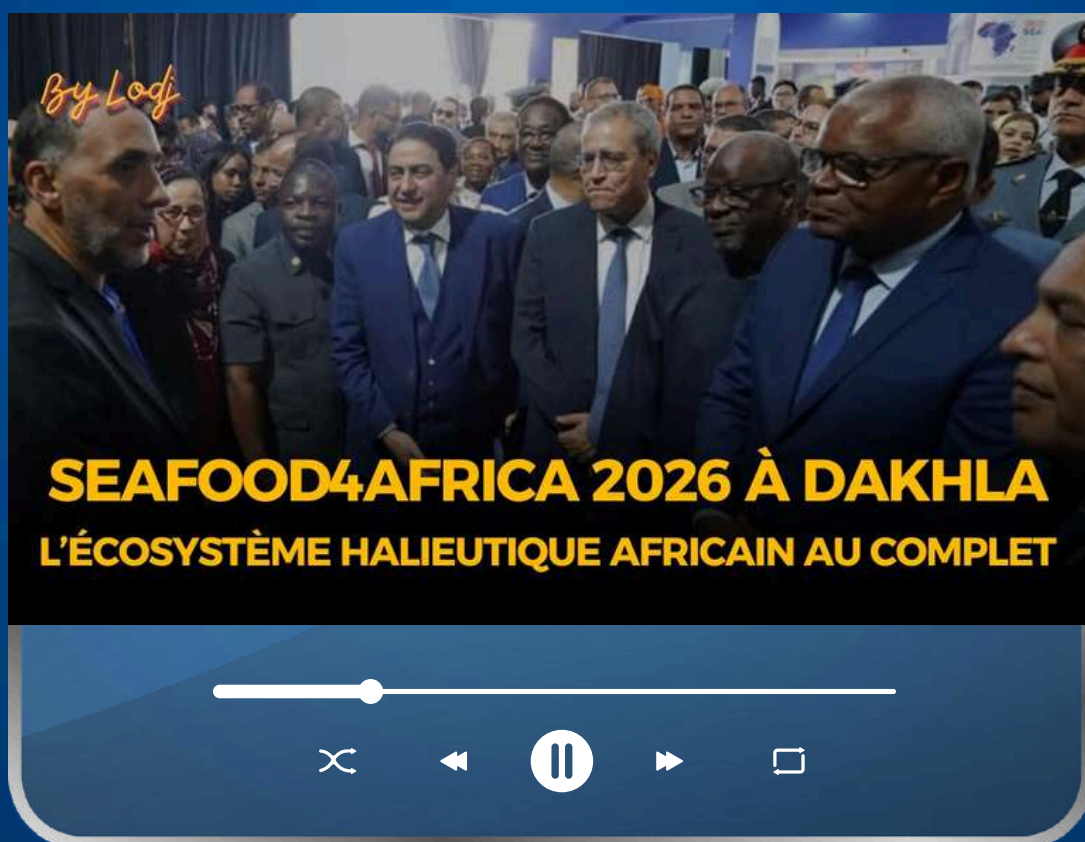 By Lodj
SEAFOOD4AFRICA 2026 À DAKHLA
L'ÉCOSYSTÈME HALIEUTIQUE AFRICAIN AU COMPLET